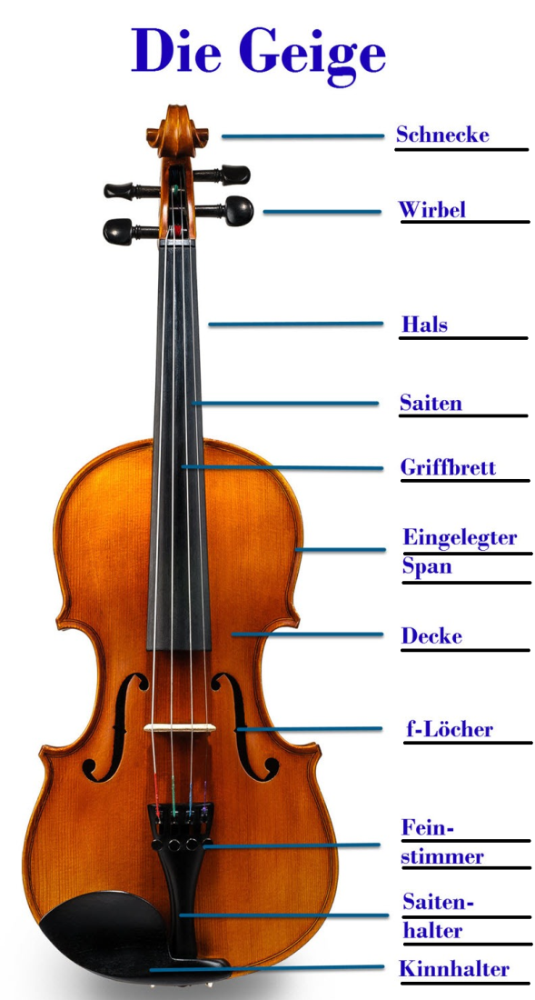 Die Geige
Schnecke
Wirbel
Hals
Saiten
Griffbrett
Eingelegter
Span
Decke
f-Löcher
Fein-
stimmer
Saiten-
halter
Kinnhalter